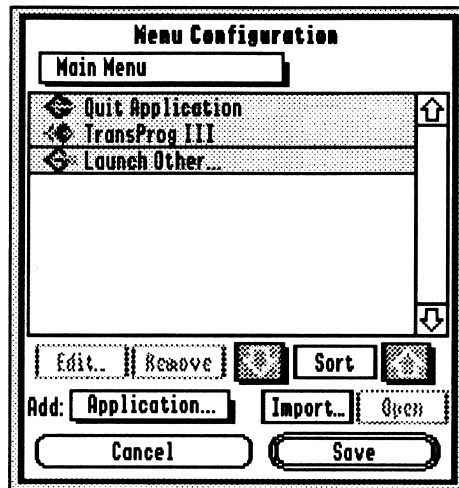 Menu Configuration
Main Menu
Quit Application
TransProg III
Launch Other...
Edit... Remove Sort
Add: Application... Import... Open
Cancel Save